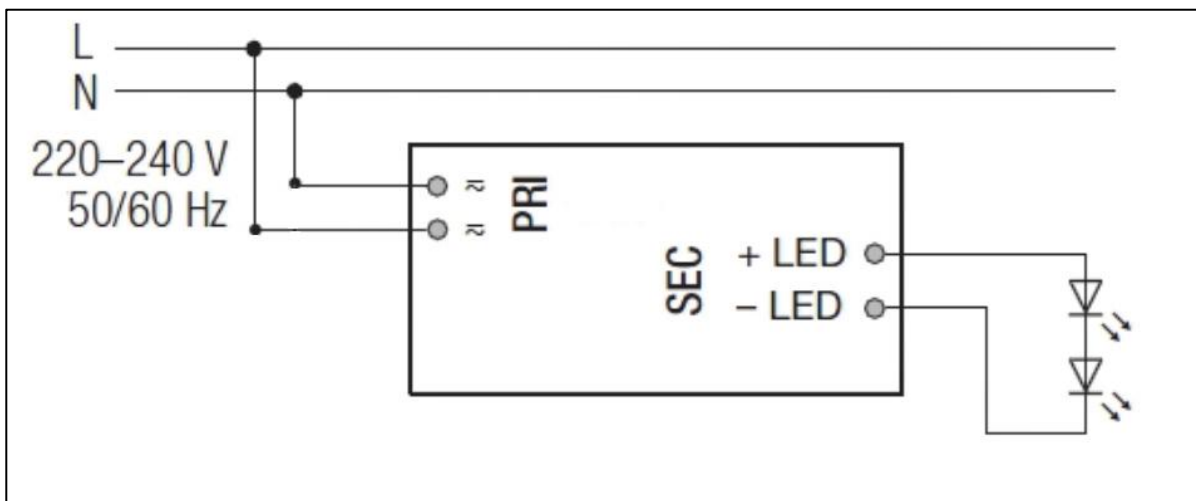 L
N
220–240 V
50/60 Hz
≈ PRI
≈
SEC
+ LED
– LED